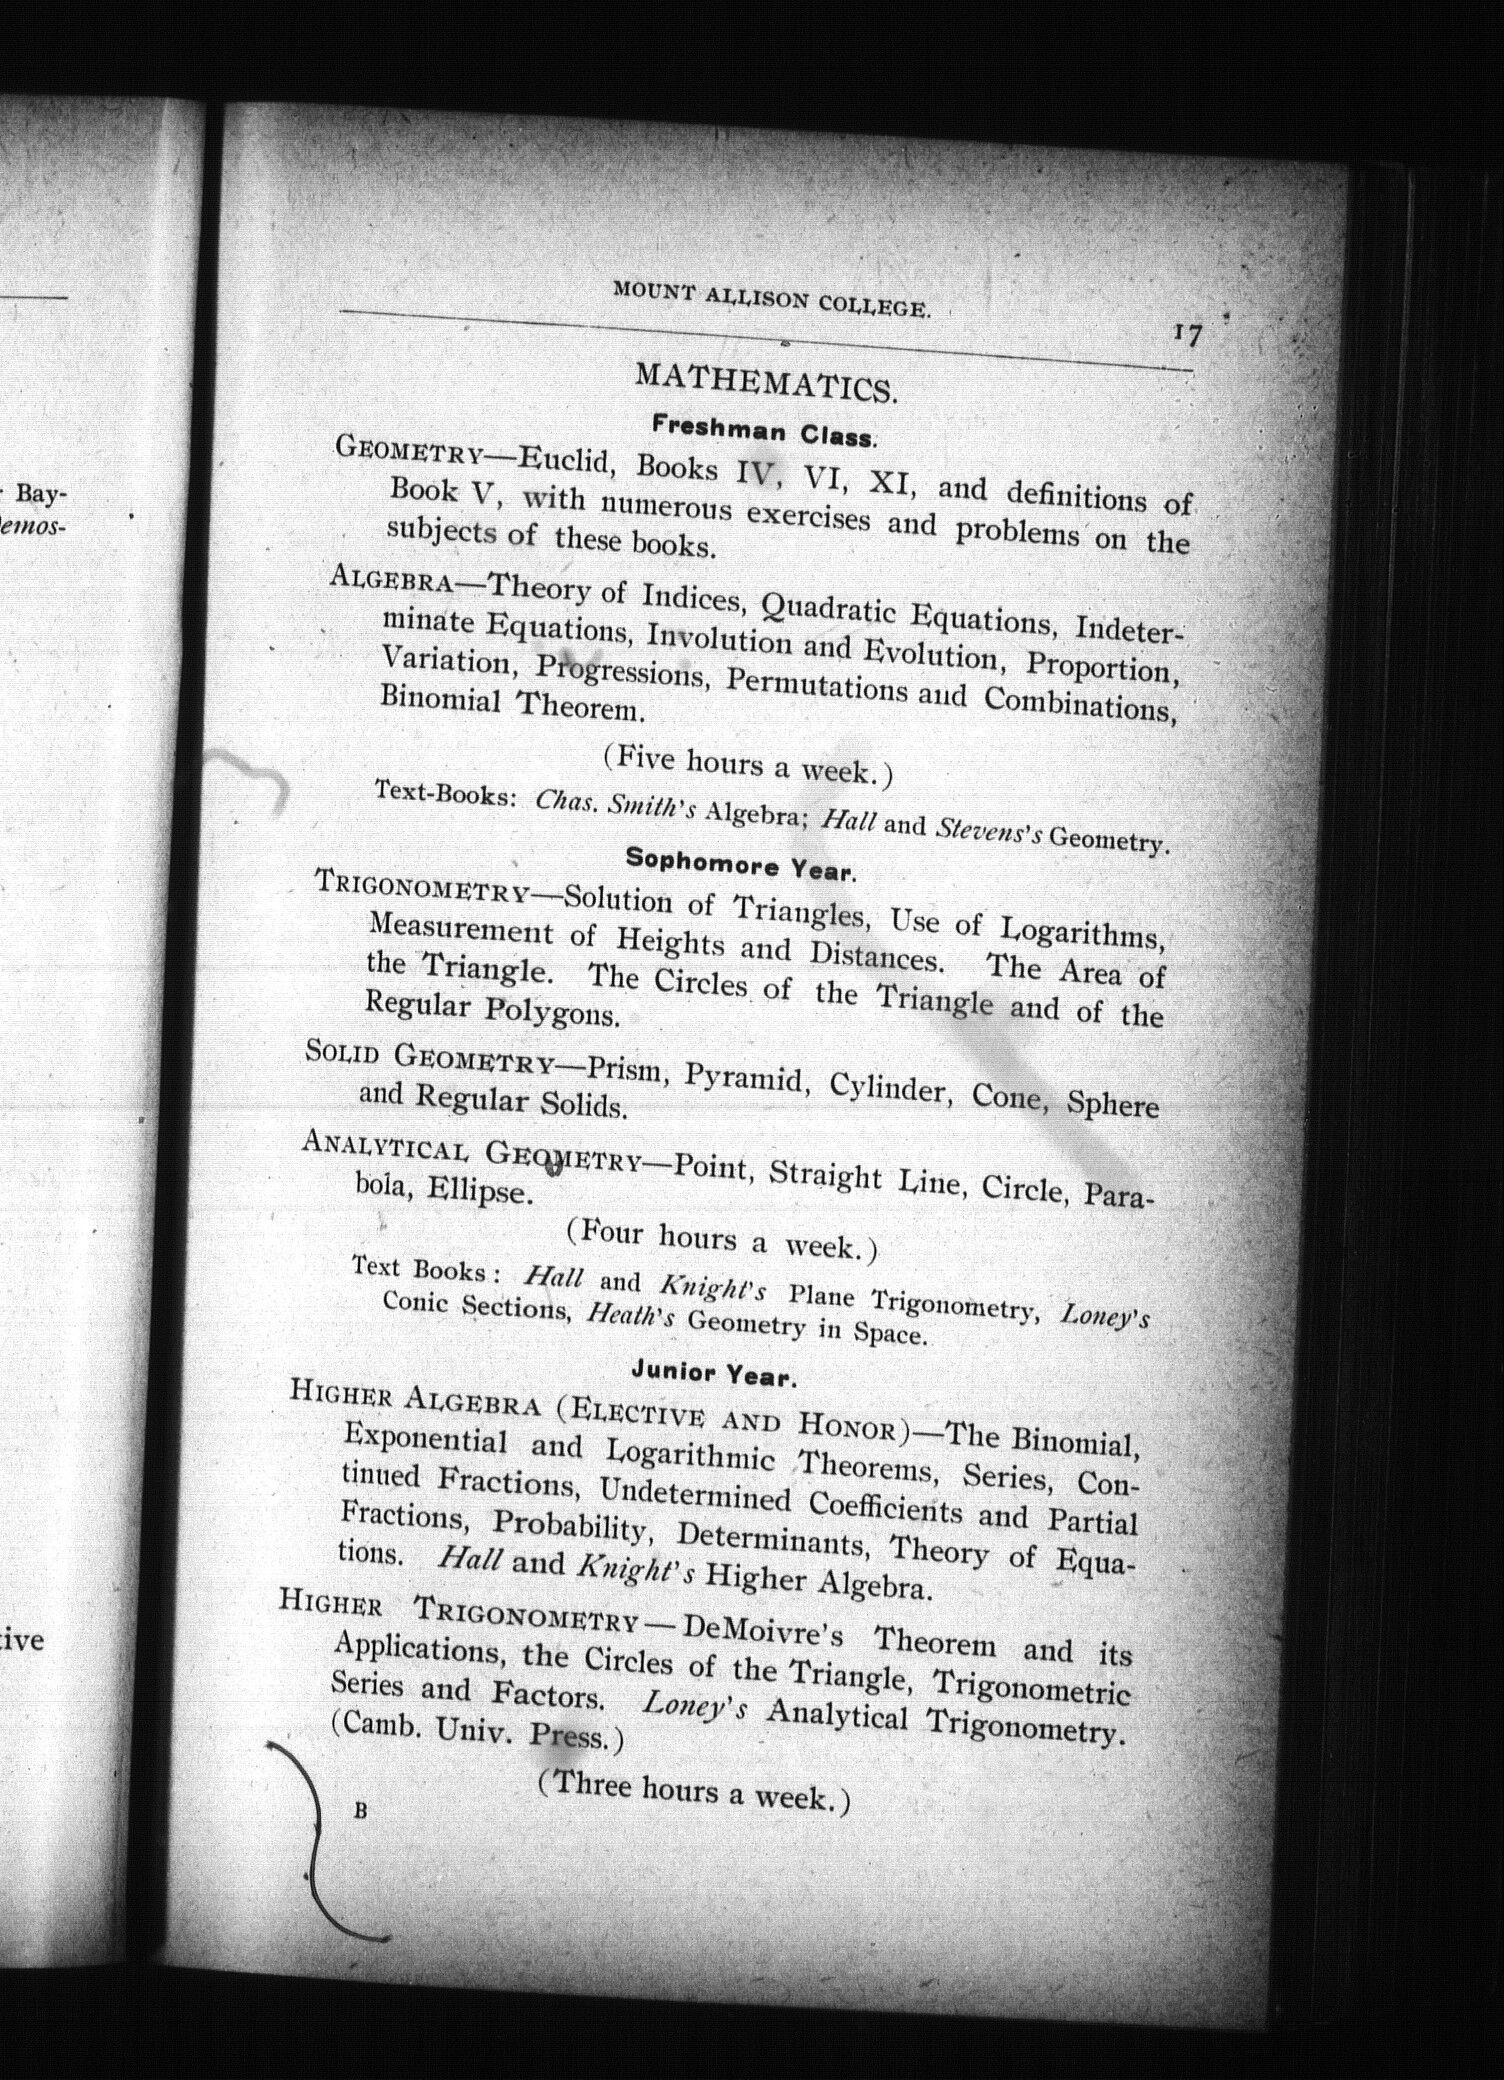 Bay-
emos-
tive
MOUNT ALLISON COLLEGE.
17
MATHEMATICS.
Freshman Class.
GEOMETRY—Euclid, Books IV, VI, XI, and definitions of
Book V, with numerous exercises and problems on the
subjects of these books.
ALGEBRA—Theory of Indices, Quadratic Equations, Indeter-
minate Equations, Involution and Evolution, Proportion,
Variation, Progressions, Permutations and Combinations,
Binomial Theorem.
(Five hours a week.)
Text-Books: Chas. Smith's Algebra; Hall and Stevens's Geometry.
Sophomore Year.
TRIGONOMETRY—Solution of Triangles, Use of Logarithms,
Measurement of Heights and Distances. The Area of
the Triangle. The Circles of the Triangle and of the
Regular Polygons.
SOLID GEOMETRY—Prism, Pyramid, Cylinder, Cone, Sphere
and Regular Solids.
ANALYTICAL GEOMETRY—Point, Straight Line, Circle, Para-
bola, Ellipse.
(Four hours a week.)
Text Books: Hall and Knight's Plane Trigonometry, Loney's
Conic Sections, Heath's Geometry in Space.
Junior Year.
HIGHER ALGEBRA (ELECTIVE AND HONOR)—The Binomial,
Exponential and Logarithmic Theorems, Series, Con-
tinued Fractions, Undetermined Coefficients and Partial
Fractions, Probability, Determinants, Theory of Equa-
tions. Hall and Knight's Higher Algebra.
HIGHER TRIGONOMETRY—DeMoivre's Theorem and its
Applications, the Circles of the Triangle, Trigonometric
Series and Factors. Loney's Analytical Trigonometry.
(Camb. Univ. Press.)
(Three hours a week.)
B